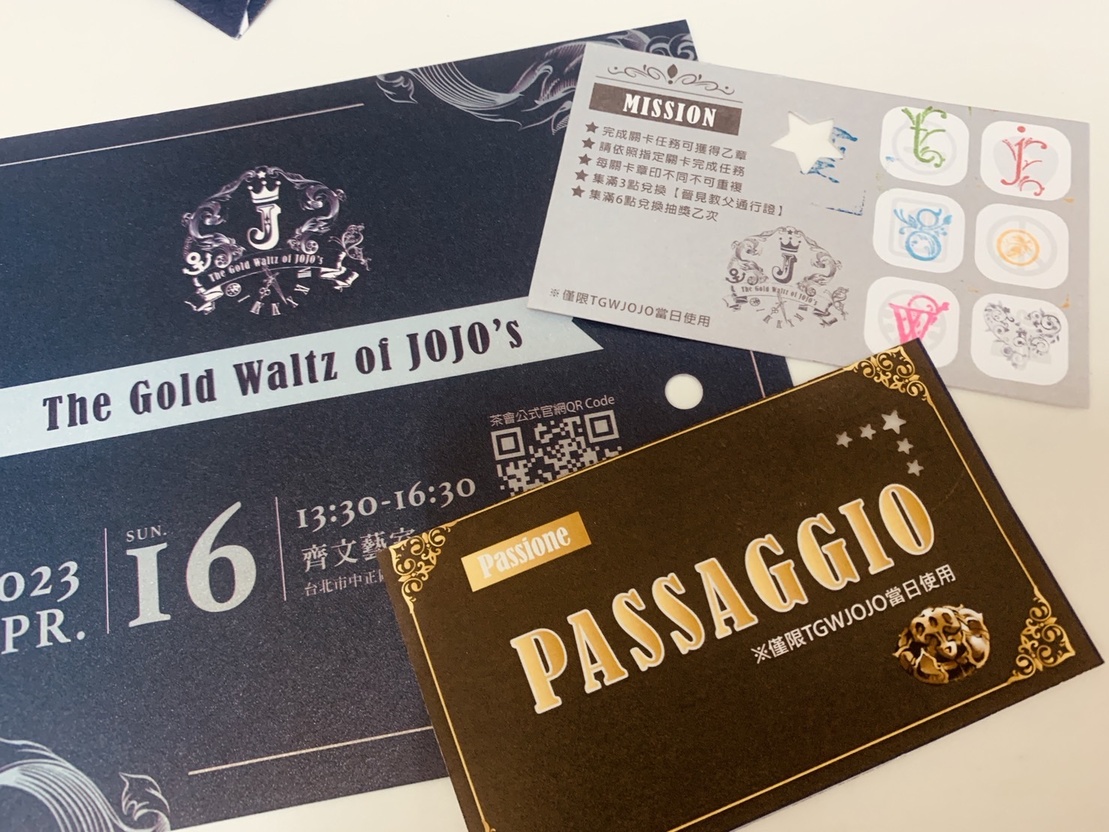 The Gold Waltz of JOJO's
The Gold Waltz of JOJO's
茶會公式官網QR Code
023
PR.
SUN.
16
13:30-16:30
齊文藝
台北市中正
MISSION
★完成關卡任務可獲得乙章
★請依照指定關卡完成任務
★每關卡章印不同不可重複
★集滿3點兌換【晉見教父通行證】
★集滿6點兌換抽獎乙次
J
The Gold Waltz of JOJO's
※僅限TGWJOJO當日使用
Passione
PASSAGGIO
※僅限TGWJOJO當日使用